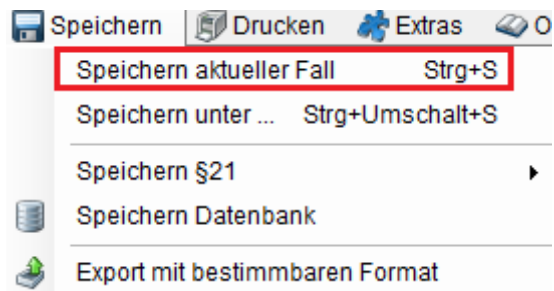 Speichern Drucken Extras O
Speichern aktueller Fall Strg+S
Speichern unter ... Strg+Umschalt+S
Speichern §21
Speichern Datenbank
Export mit bestimmbaren Format